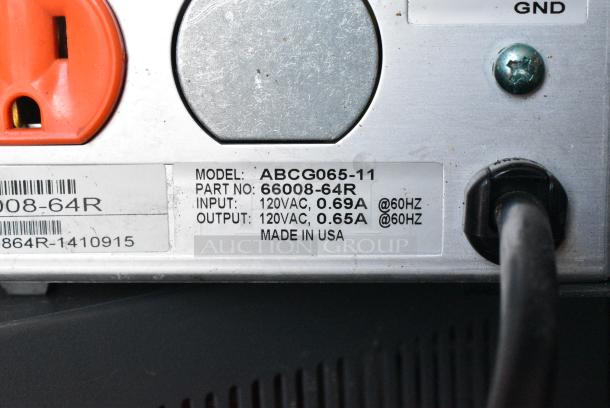 GND
MODEL: ABCG065-11
PART NO: 66008-64R
INPUT: 120VAC, 0.69A @60HZ
OUTPUT: 120VAC, 0.65A @60HZ
MADE IN USA
008-64R
864R-1410915
AUCTION GROUP